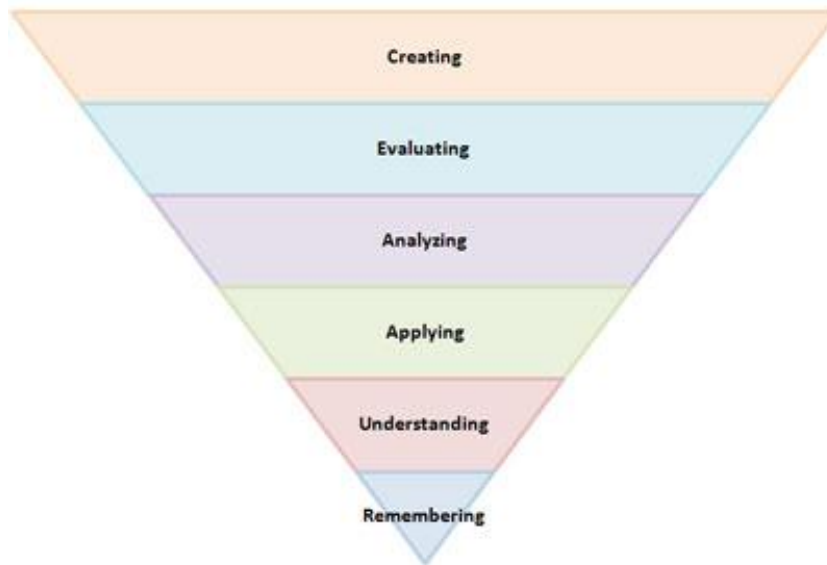 Creating
Evaluating
Analyzing
Applying
Understanding
Remembering